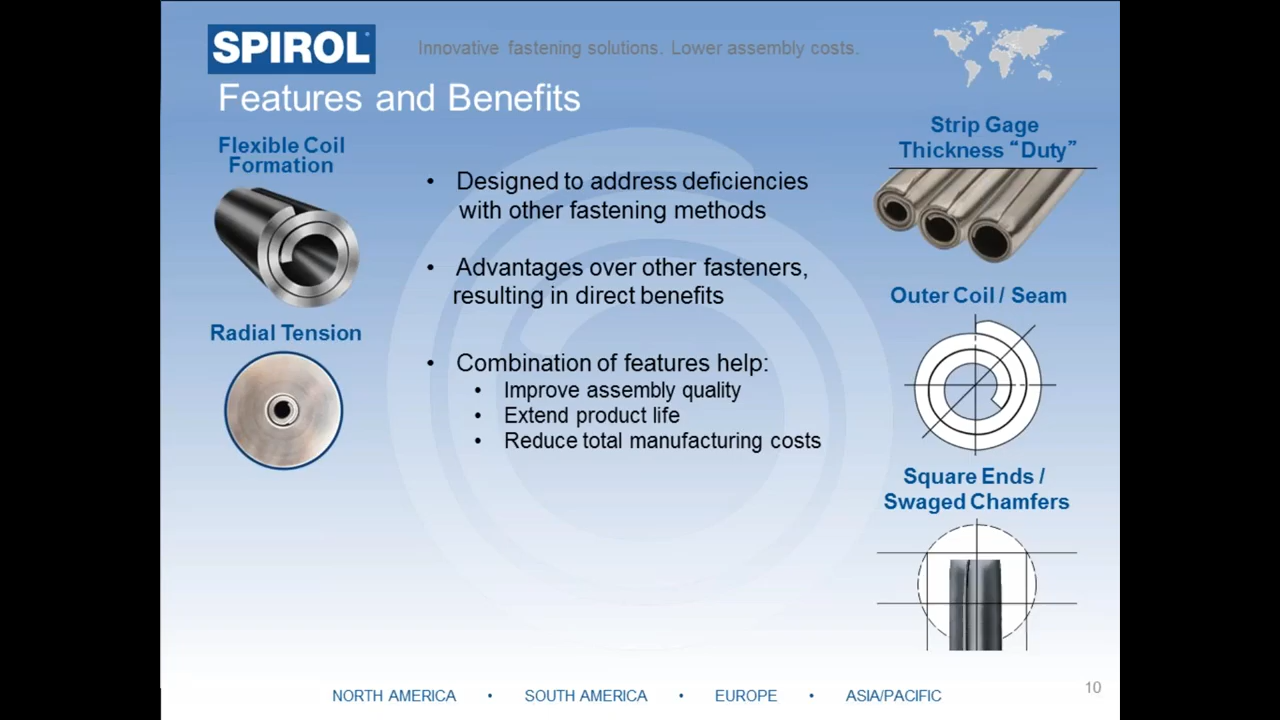 SPIROL
Innovative fastening solutions. Lower assembly costs.
Features and Benefits
Flexible Coil
Formation
Radial Tension
• Designed to address deficiencies
with other fastening methods
• Advantages over other fasteners,
resulting in direct benefits
• Combination of features help:
• Improve assembly quality
• Extend product life
• Reduce total manufacturing costs
Strip Gage
Thickness “Duty”
Outer Coil / Seam
Square Ends /
Swaged Chamfers
NORTH AMERICA • SOUTH AMERICA • EUROPE • ASIA/PACIFIC
10